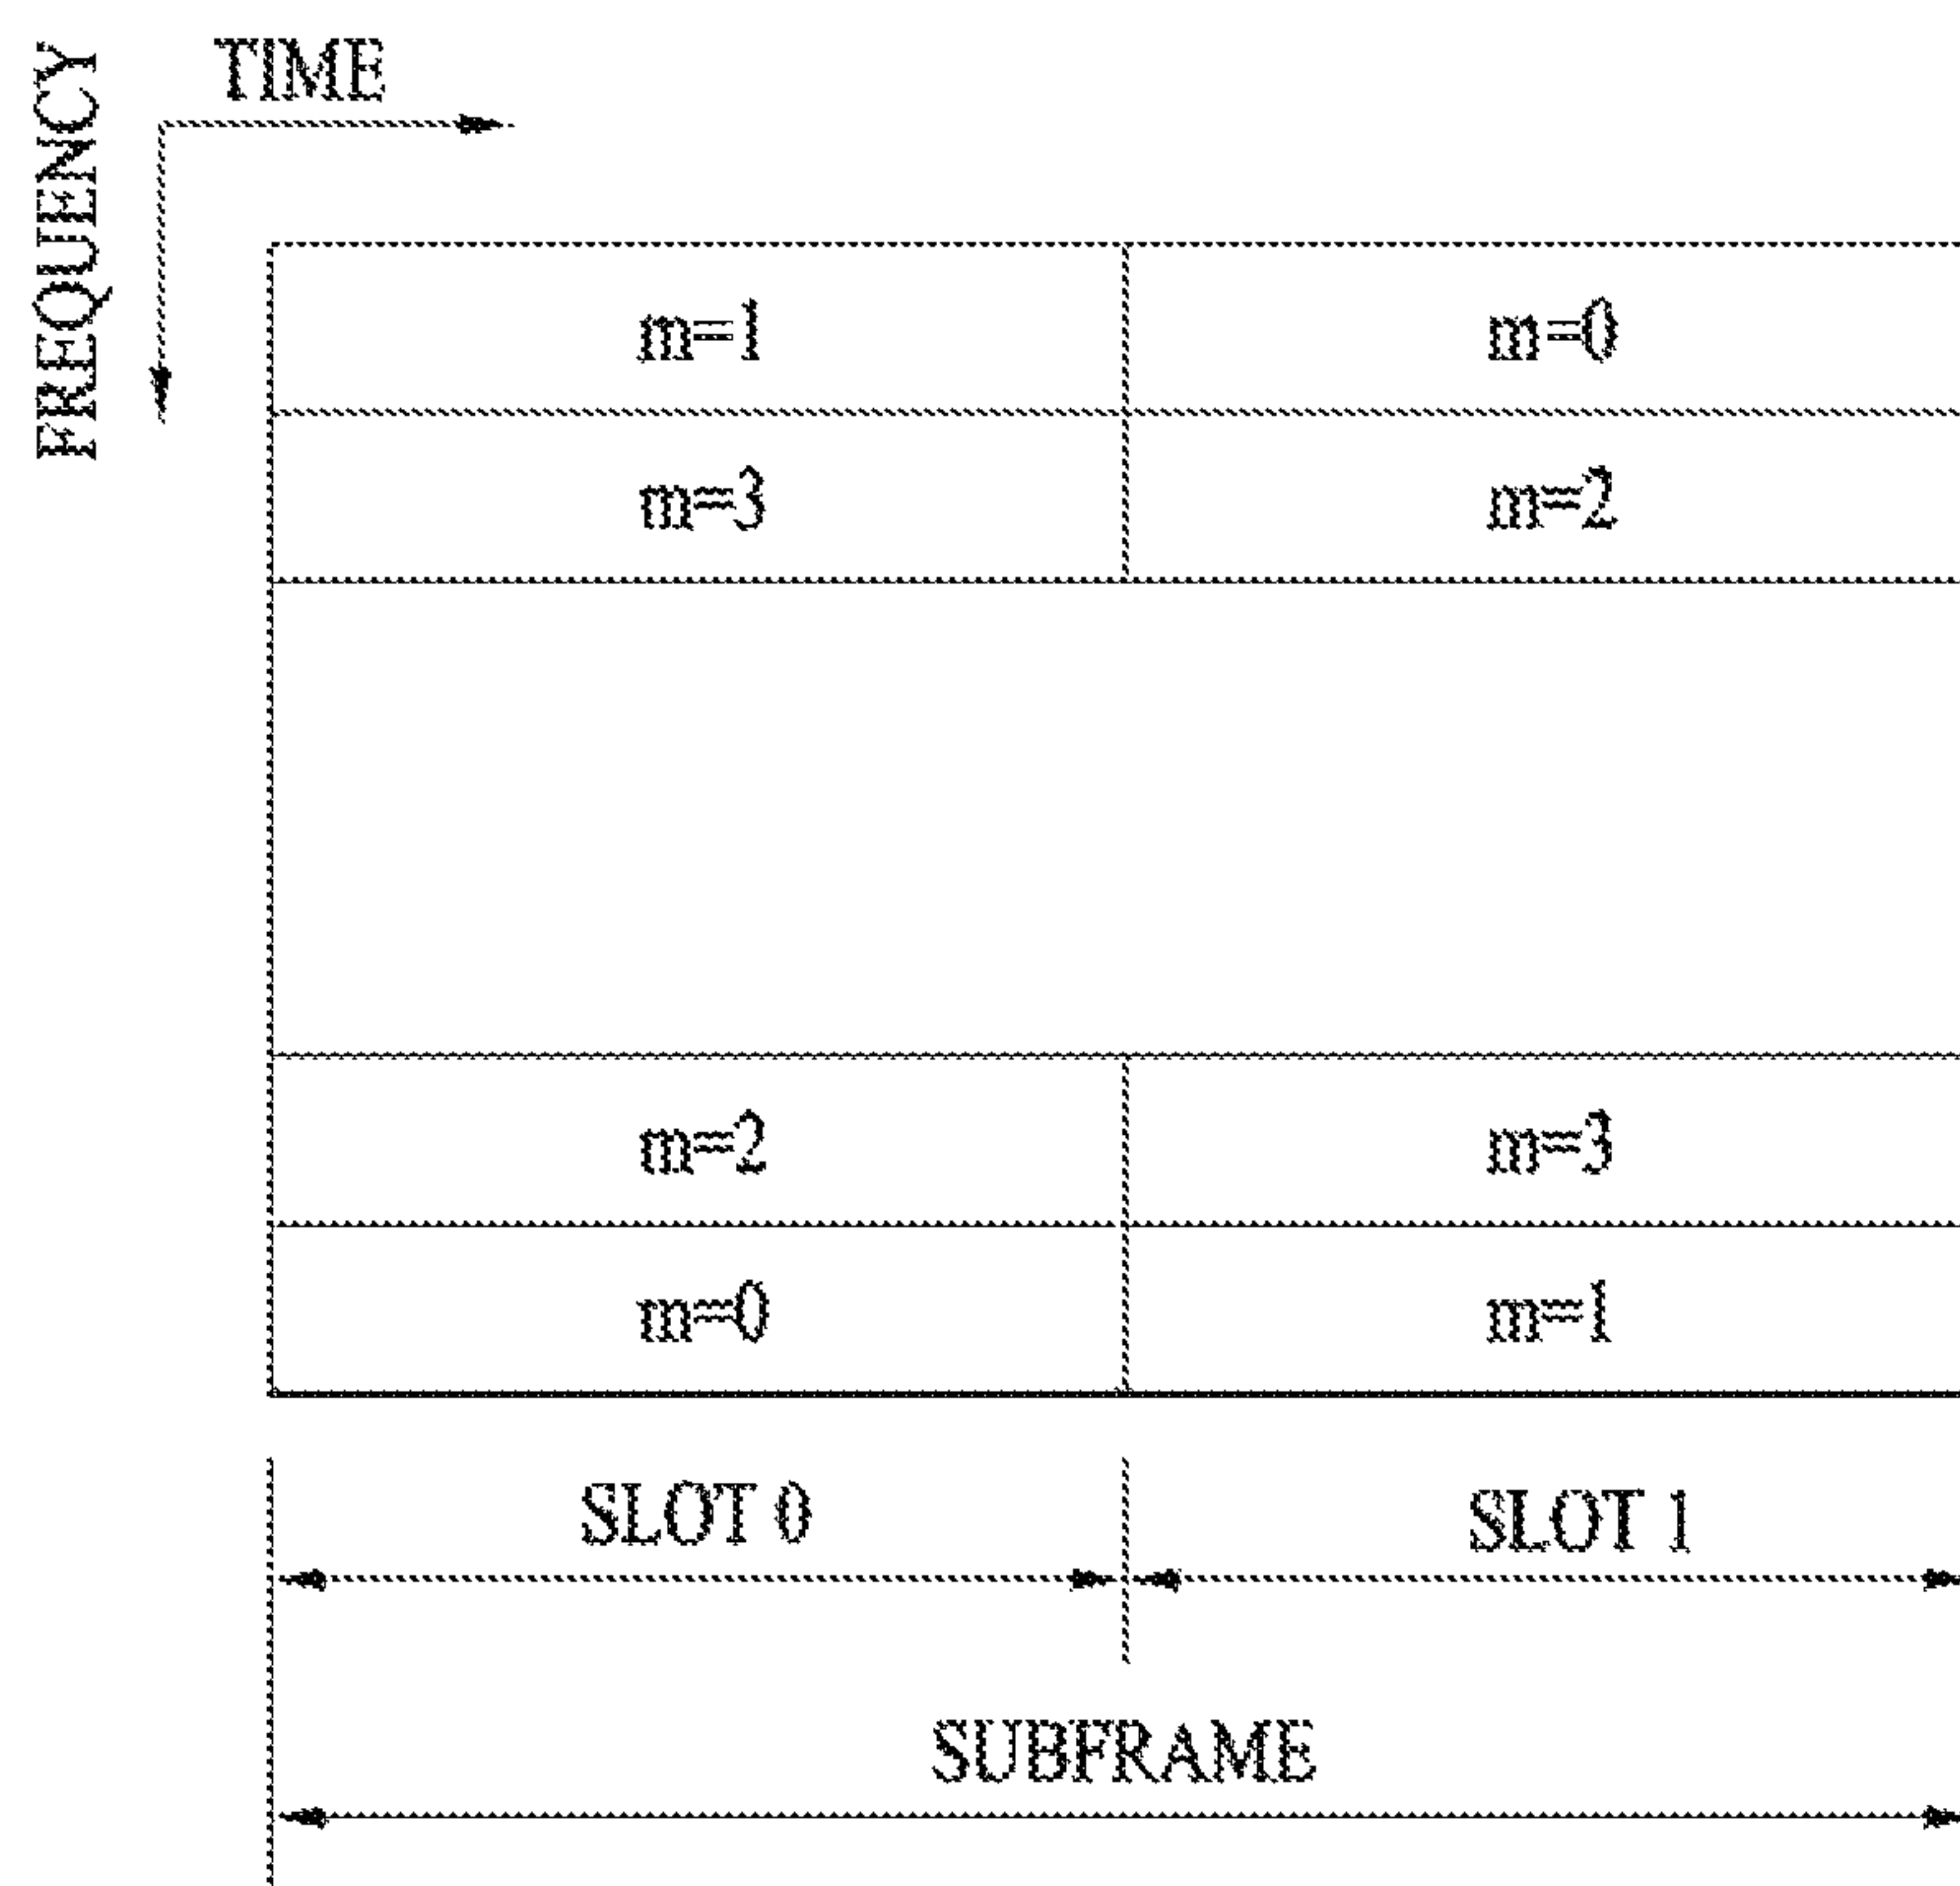 TIME
FREQUENCY
m=1
m=0
m=3
m=2
m=2
m=3
m=0
m=1
SLOT 0
SLOT 1
SUBFRAME